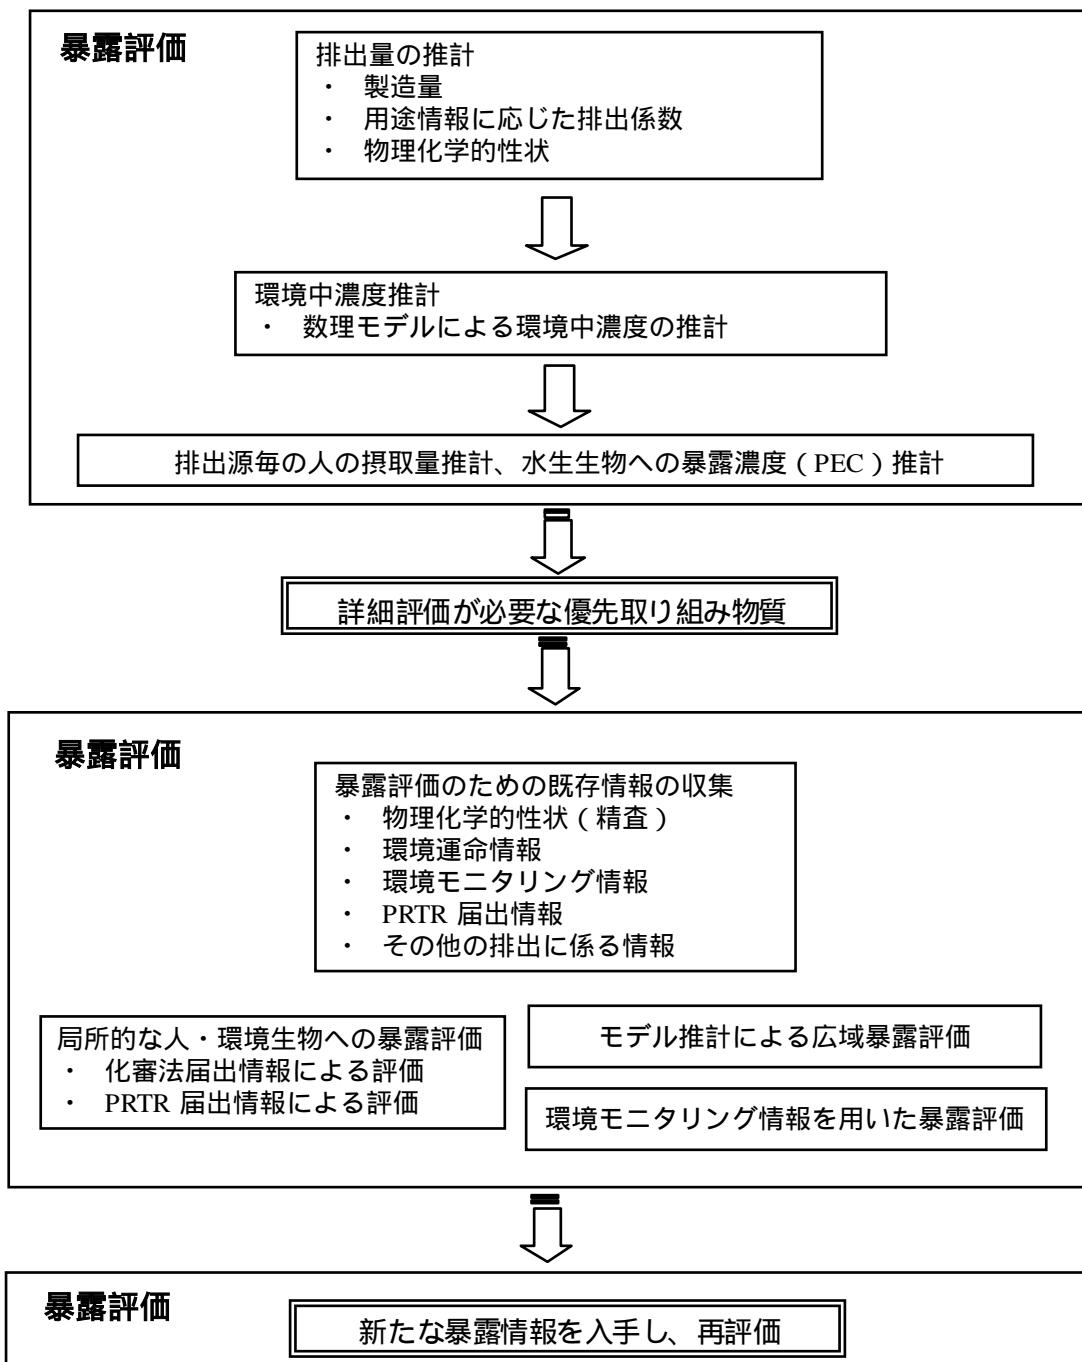 暴露評価
排出量の推計
・ 製造量
・ 用途情報に応じた排出係数
・ 物理化学的性状
環境中濃度推計
・ 数理モデルによる環境中濃度の推計
排出源毎の人の摂取量推計、水生生物への暴露濃度（PEC）推計
詳細評価が必要な優先取り組み物質
暴露評価
暴露評価のための既存情報の収集
・ 物理化学的性状（精査）
・ 環境運命情報
・ 環境モニタリング情報
・ PRTR 届出情報
・ その他の排出に係る情報
局所的な人・環境生物への暴露評価
・ 化審法届出情報による評価
・ PRTR 届出情報による評価
モデル推計による広域暴露評価
環境モニタリング情報を用いた暴露評価
暴露評価
新たな暴露情報を入手し、再評価